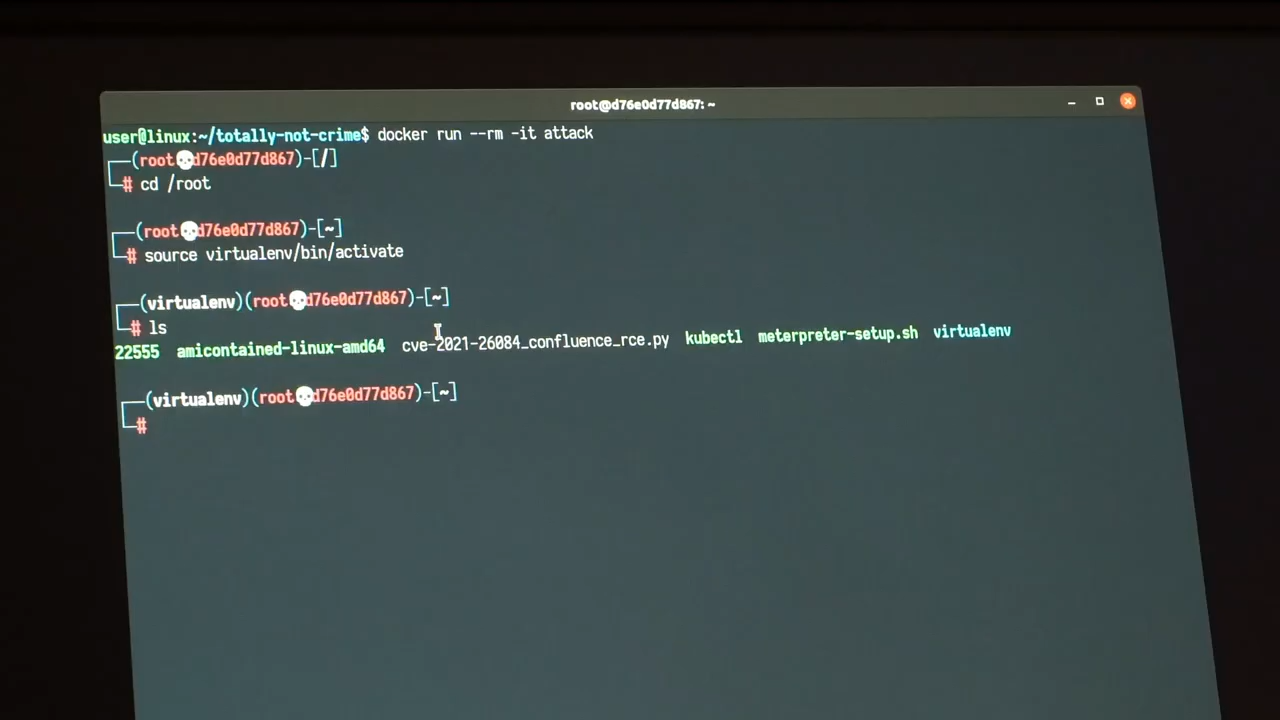 root@d76e0d77d867: ~
user@linux:~/totally-not-crime$ docker run --rm -it attack
┌──(root💀d76e0d77d867)-[/]
└─# cd /root
┌──(root💀d76e0d77d867)-[~]
└─# source virtualenv/bin/activate
┌──(virtualenv)(root💀d76e0d77d867)-[~]
└─# ls
22555 amicontained-linux-amd64 cve-2021-26084_confluence_rce.py kubectl meterpreter-setup.sh virtualenv
┌──(virtualenv)(root💀d76e0d77d867)-[~]
└─#